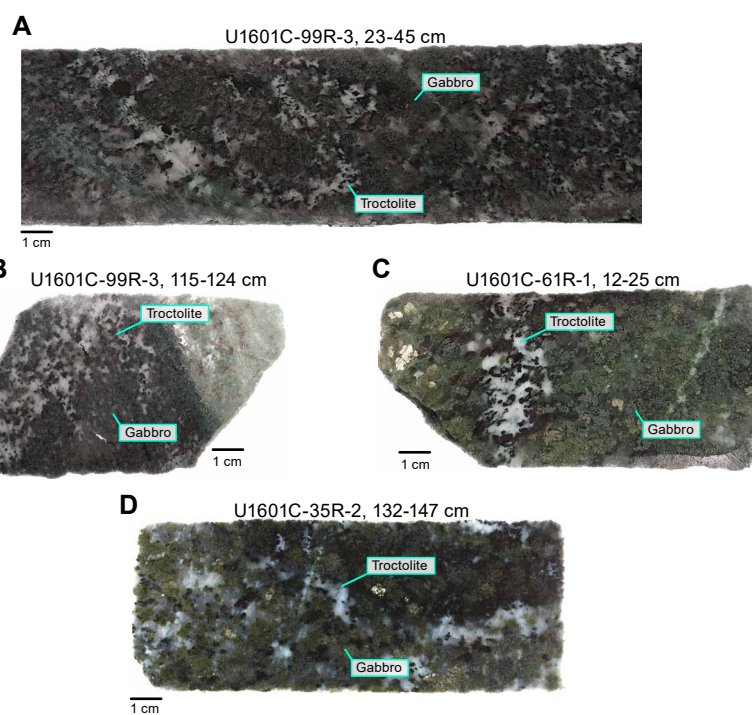 A
U1601C-99R-3, 23-45 cm
Gabbro
Troctolite
1 cm
B
U1601C-99R-3, 115-124 cm
Troctolite
Gabbro
1 cm
C
U1601C-61R-1, 12-25 cm
Troctolite
Gabbro
1 cm
D
U1601C-35R-2, 132-147 cm
Troctolite
Gabbro
1 cm